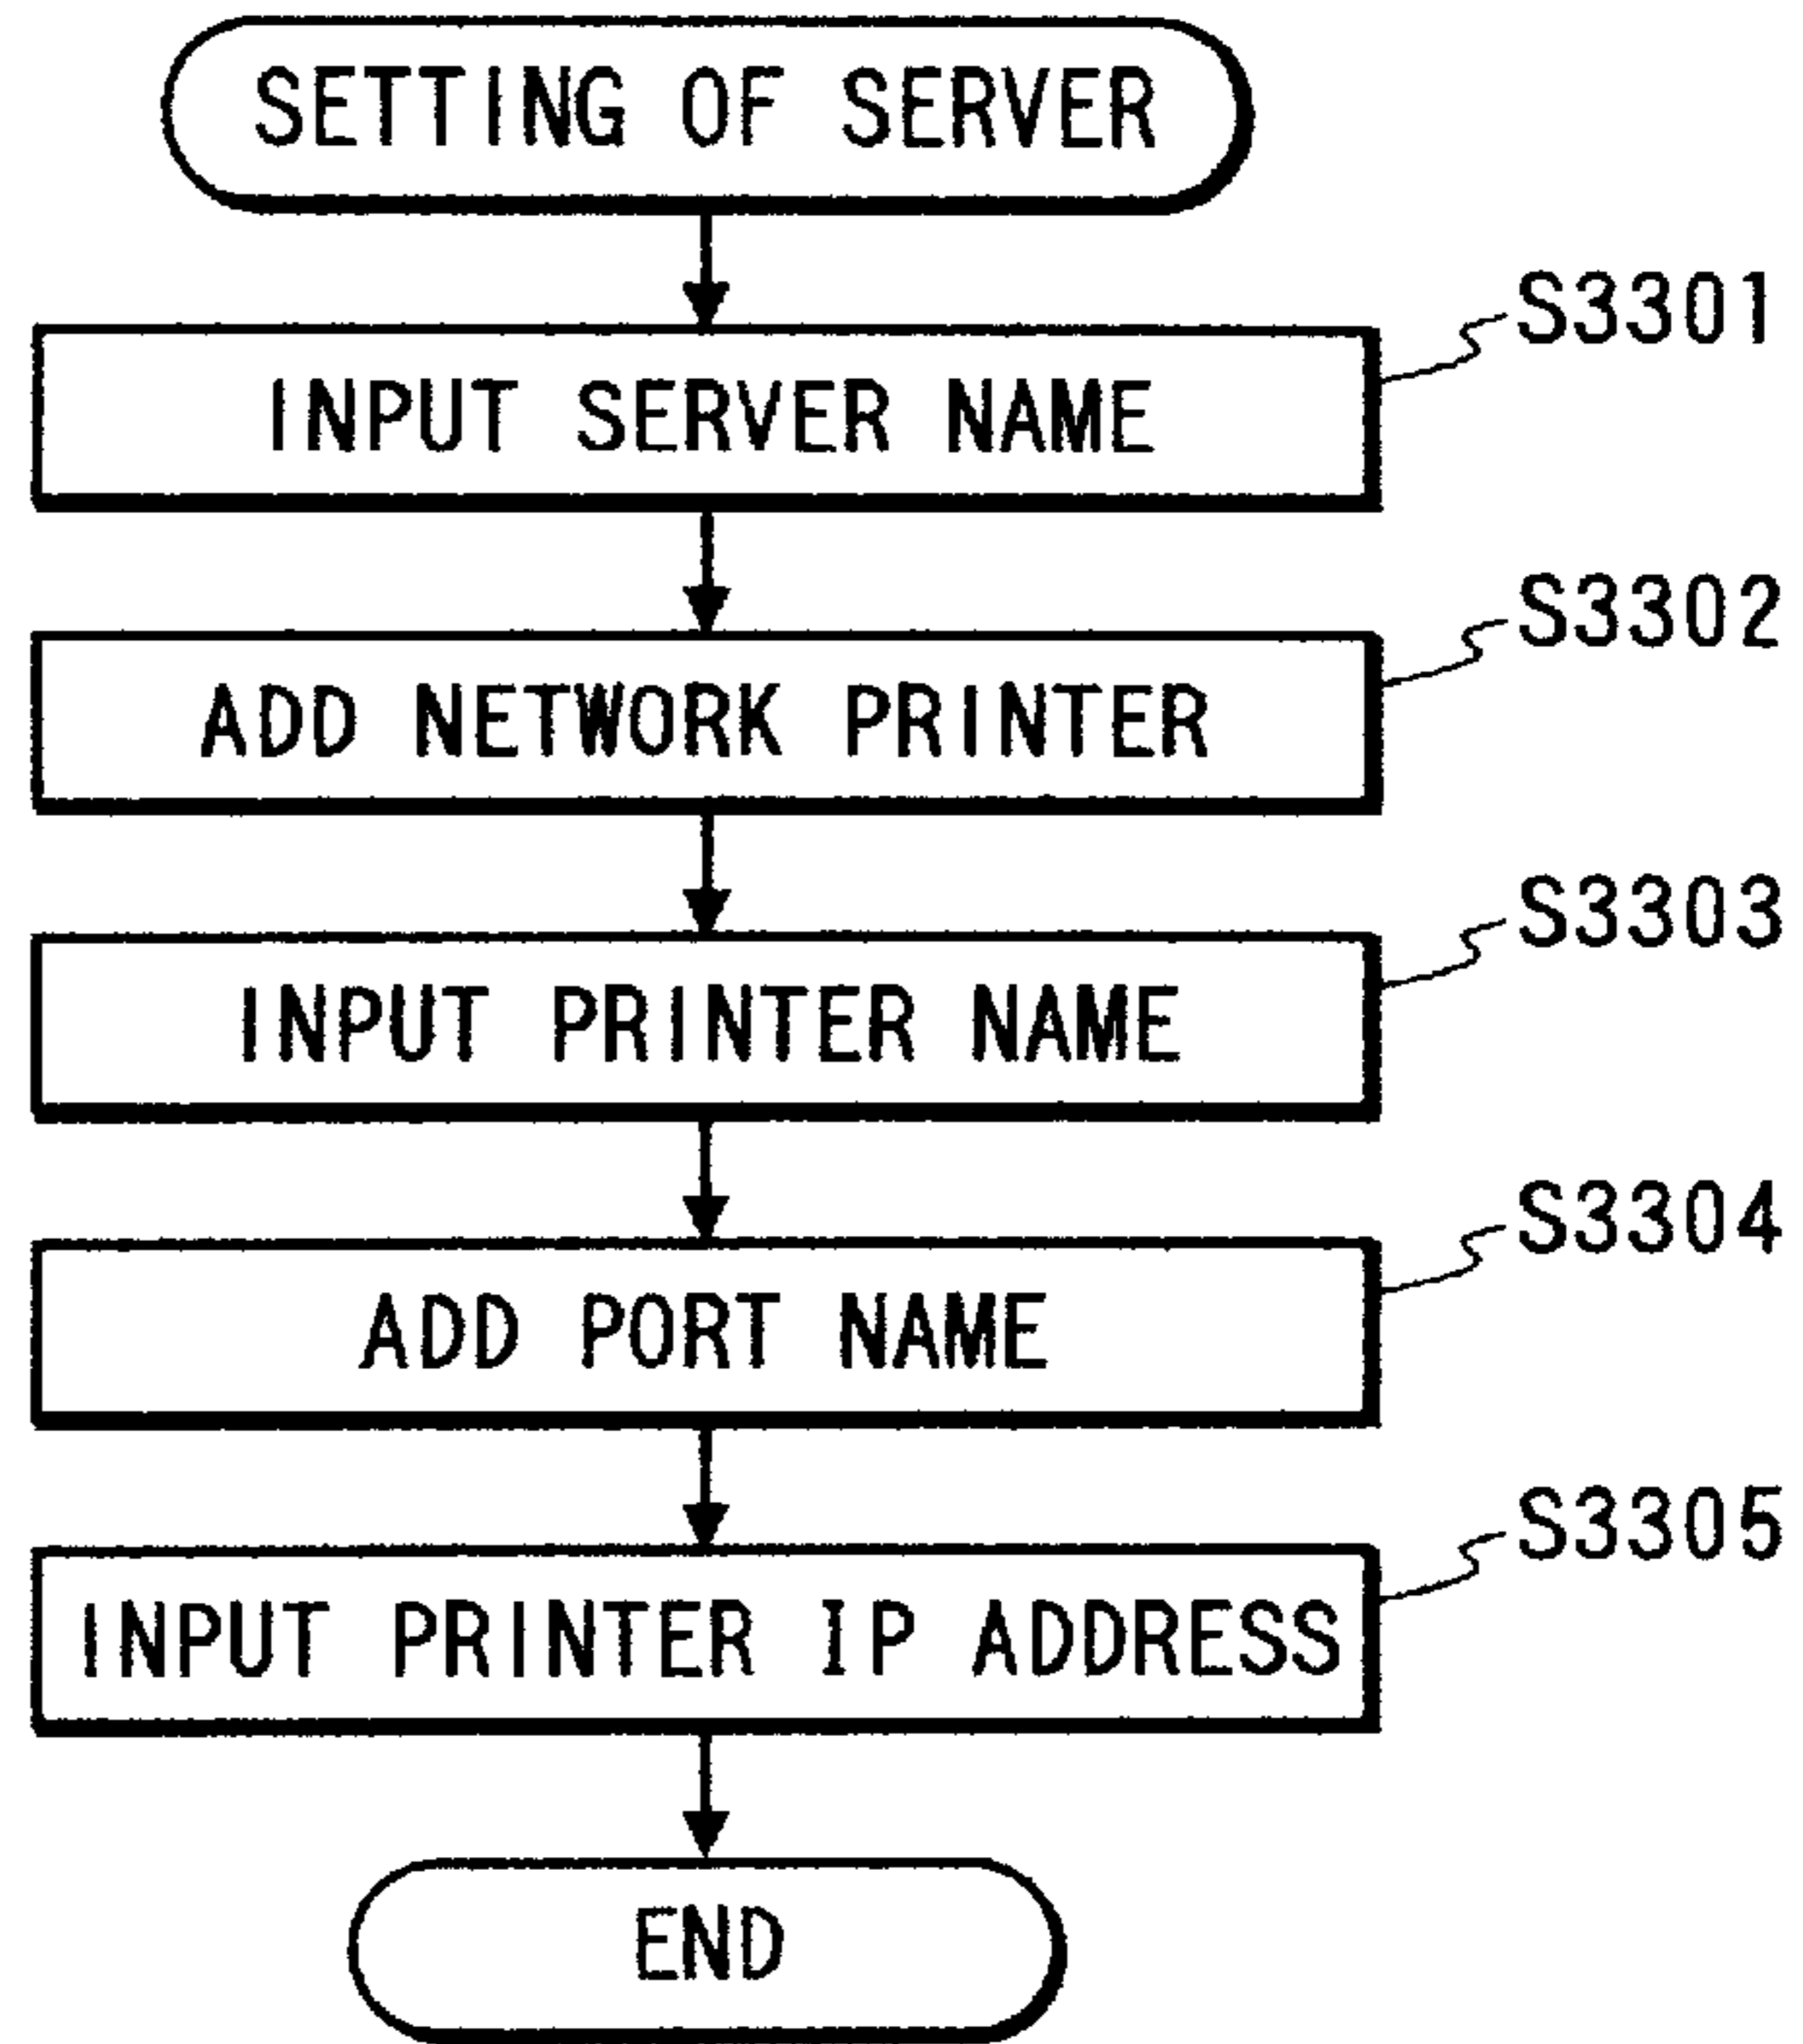 SETTING OF SERVER
S3301
INPUT SERVER NAME
S3302
ADD NETWORK PRINTER
S3303
INPUT PRINTER NAME
S3304
ADD PORT NAME
S3305
INPUT PRINTER IP ADDRESS
END